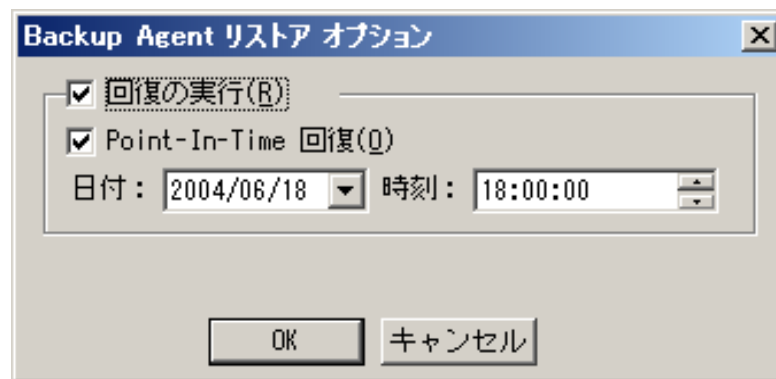 Backup Agent リストア オプション
回復の実行(R)
Point-In-Time 回復(O)
日付： 2004/06/18 時刻： 18:00:00
OK キャンセル